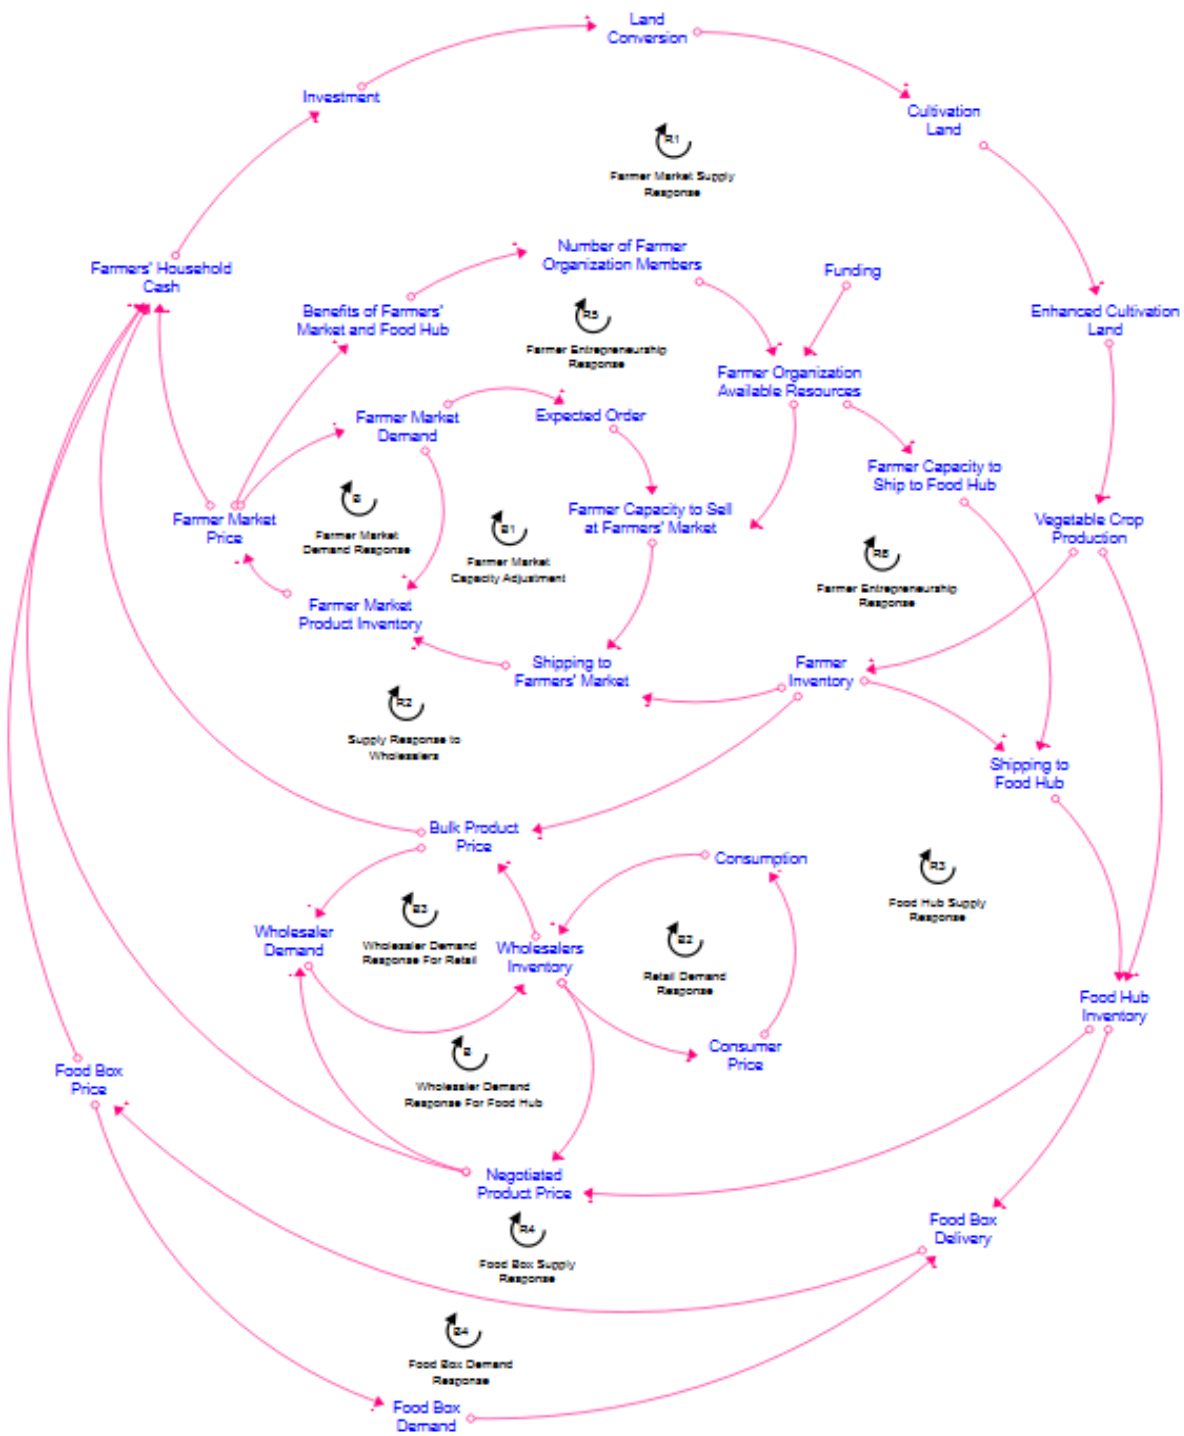 Land
Conversion
Investment
Cultivation
Land
R1
Farmer Market Supply
Response
Number of Farmer
Organization Members
Funding
Farmers' Household
Cash
Benefits of Farmers'
Market and Food Hub
R5
Farmer Entrepreneurship
Response
Enhanced Cultivation
Land
Farmer Organization
Available Resources
Farmer Market
Demand
Expected Order
Farmer Capacity to
Ship to Food Hub
Farmer Market
Price
B
Farmer Market
Demand Response
B1
Farmer Market
Capacity Adjustment
Farmer Capacity to Sell
at Farmers' Market
Vegetable Crop
Production
R6
Farmer Entrepreneurship
Response
Farmer Market
Product Inventory
Shipping to
Farmers' Market
Farmer
Inventory
R2
Supply Response to
Wholesalers
Shipping to
Food Hub
Bulk Product
Price
Consumption
R3
Food Hub Supply
Response
Wholesaler
Demand
B3
Wholesaler Demand
Response For Retail
Wholesalers
Inventory
B2
Retail Demand
Response
Food Hub
Inventory
Consumer
Price
Food Box
Price
B
Wholesaler Demand
Response For Food Hub
Negotiated
Product Price
R4
Food Box Supply
Response
Food Box
Delivery
B4
Food Box Demand
Response
Food Box
Demand